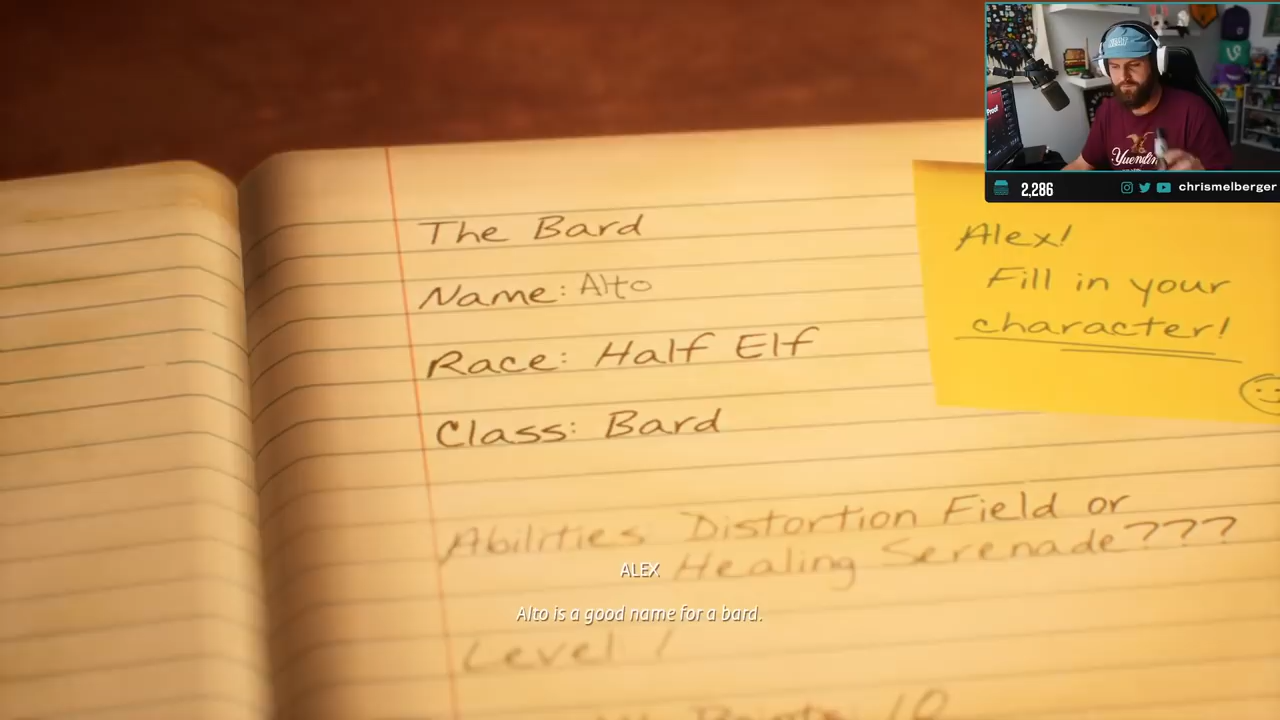 The Bard
Name: Alto
Race: Half Elf
Class: Bard
Abilities: Distortion Field or
Healing Serenade???
Level 1
10
Alex!
Fill in your
character!
ALEX
Alto is a good name for a bard.
2,286
chrismelberger